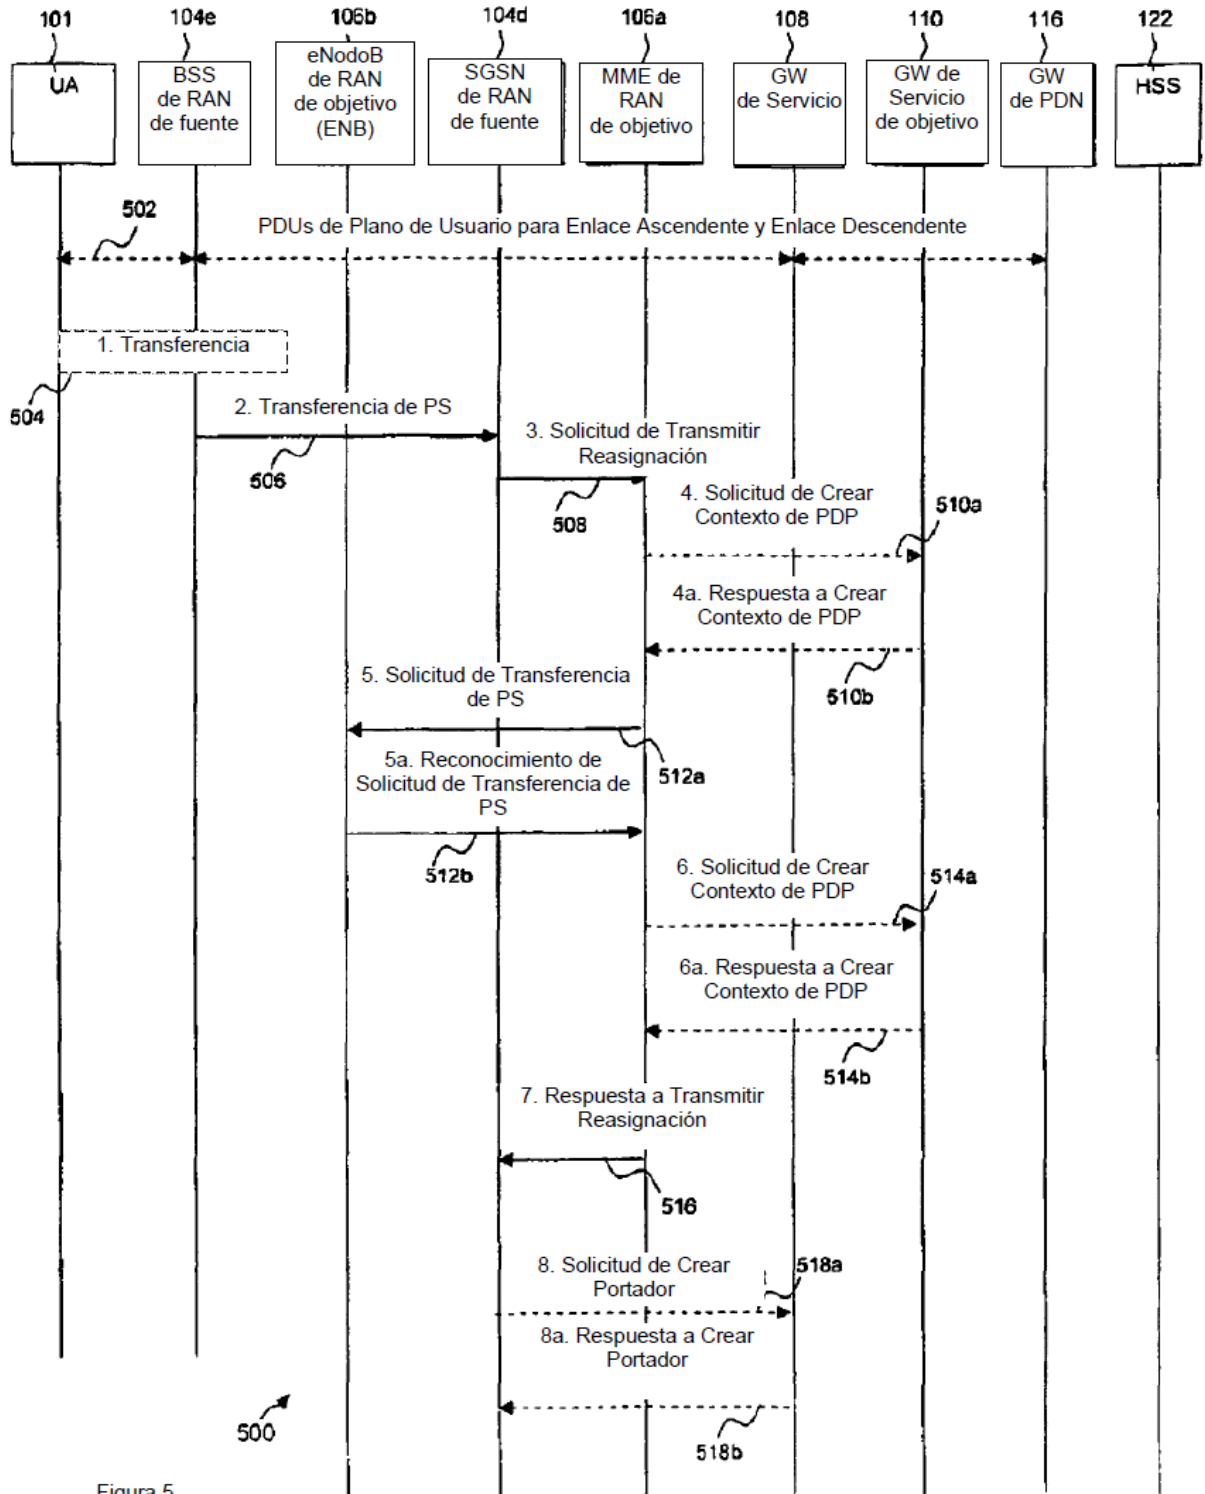 101 104e 106b 104d 106a 108 110 116 122
UA
BSS
de RAN
de fuente
eNodoB
de RAN
de objetivo
(ENB)
SGSN
de RAN
de fuente
MME de
RAN
de objetivo
GW
de Servicio
GW de
Servicio
de objetivo
GW
de PDN
HSS
502
PDUs de Plano de Usuario para Enlace Ascendente y Enlace Descendente
1. Transferencia
504
2. Transferencia de PS
506
3. Solicitud de Transmitir
Reasignación
508
4. Solicitud de Crear
Contexto de PDP
510a
4a. Respuesta a Crear
Contexto de PDP
510b
5. Solicitud de Transferencia
de PS
512a
5a. Reconocimiento de
Solicitud de Transferencia de
PS
512b
6. Solicitud de Crear
Contexto de PDP
514a
6a. Respuesta a Crear
Contexto de PDP
514b
7. Respuesta a Transmitir
Reasignación
516
8. Solicitud de Crear
Portador
518a
8a. Respuesta a Crear
Portador
518b
500
Figura 5